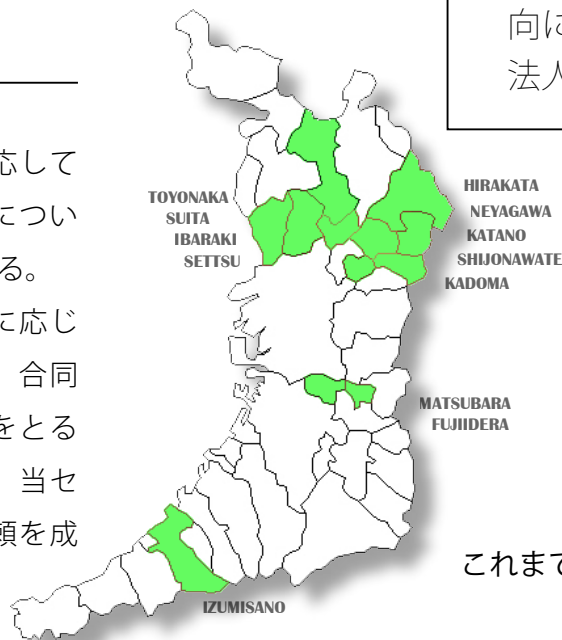 向に
法人
応して
につい
る。
に応じ
合同
をとる
当セ
頼を成
TOYONAKA
SUITA
IBARAKI
SETTSU
HIRAKATA
NEYAGAWA
KATANO
SHIJONAWATE
KADOMA
MATSUBARA
FUJIIDERA
IZUMISANO
これまで